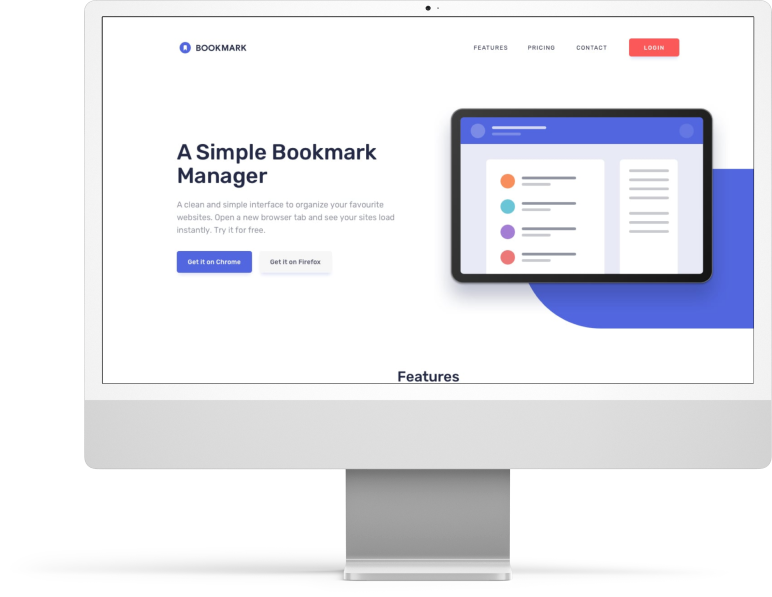 BOOKMARK
FEATURES
PRICING
CONTACT
LOGIN
A Simple Bookmark
Manager
A clean and simple interface to organize your favourite
websites. Open a new browser tab and see your sites load
instantly. Try it for free.
Get it on Chrome
Get it on Firefox
Features